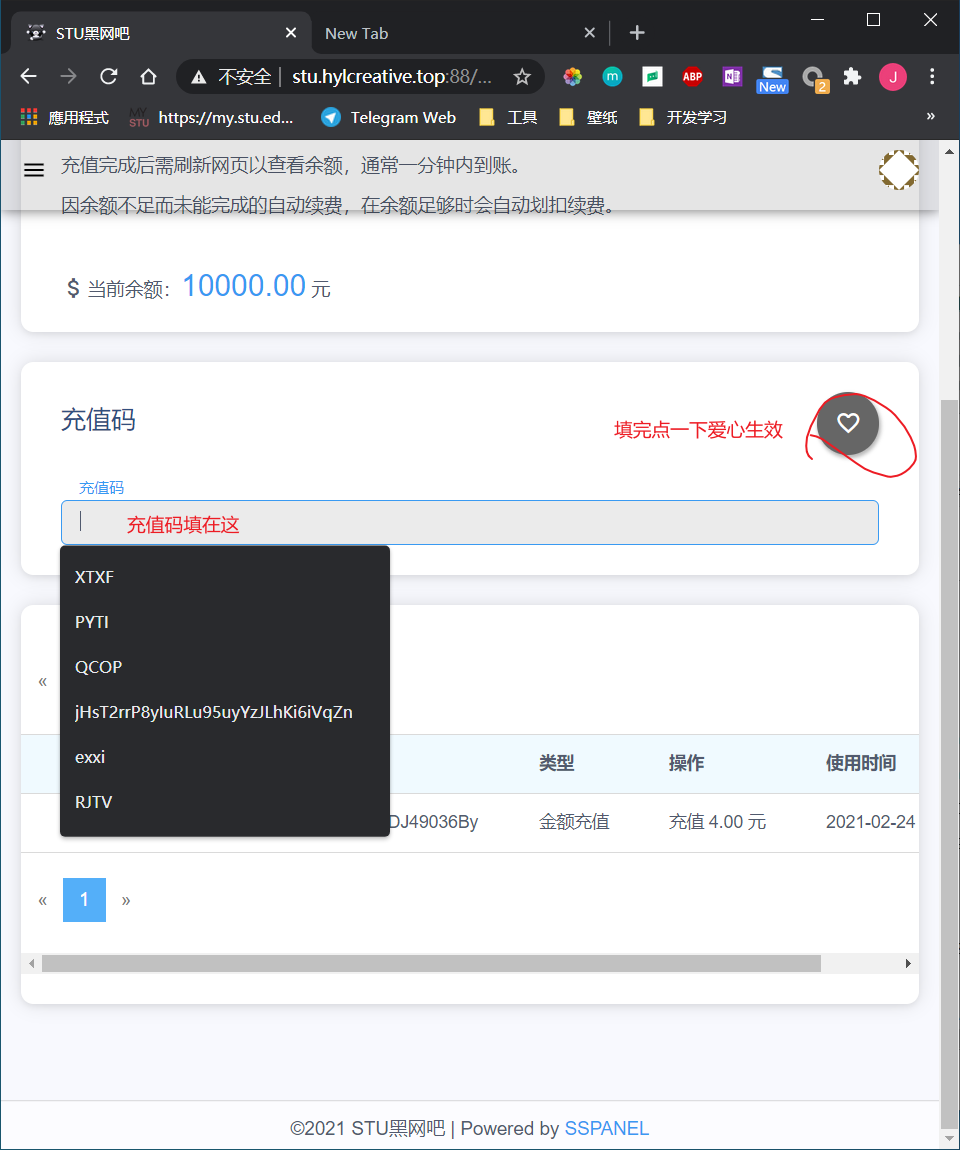 STU黑网吧
New Tab
不安全 | stu.hylcreative.top:88/...
ABP
New
2
J
應用程式
MY STU
https://my.stu.ed...
Telegram Web
工具
壁纸
开发学习
»
充值完成后需刷新网页以查看余额，通常一分钟内到账。
因余额不足而未能完成的自动续费，在余额足够时会自动划扣续费。
$ 当前余额：10000.00 元
充值码
填完点一下爱心生效
充值码
充值码填在这
XTXF
PYTI
QCOP
«
jHsT2rrP8yIuRLu95uyYzJLhKi6iVqZn
exxi
类型 操作 使用时间
RJTV
DJ49036By 金额充值 充值 4.00 元 2021-02-24
« 1 »
©2021 STU黑网吧 | Powered by SSPANEL